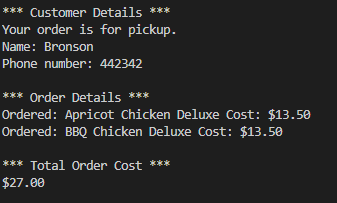 *** Customer Details ***
Your order is for pickup.
Name: Bronson
Phone number: 442342
*** Order Details ***
Ordered: Apricot Chicken Deluxe Cost: $13.50
Ordered: BBQ Chicken Deluxe Cost: $13.50
*** Total Order Cost ***
$27.00